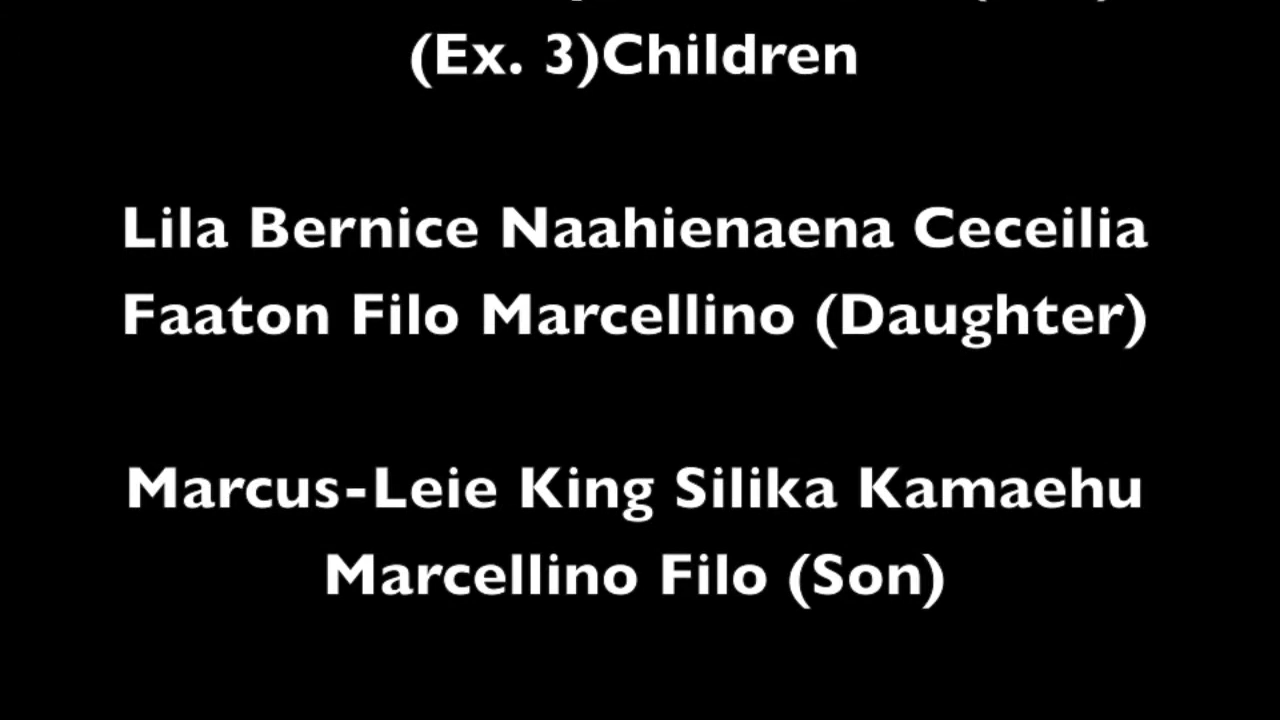 (Ex. 3)Children
Lila Bernice Naahienaena Ceceilia
Faaton Filo Marcellino (Daughter)
Marcus-Leie King Silika Kamaehu
Marcellino Filo (Son)